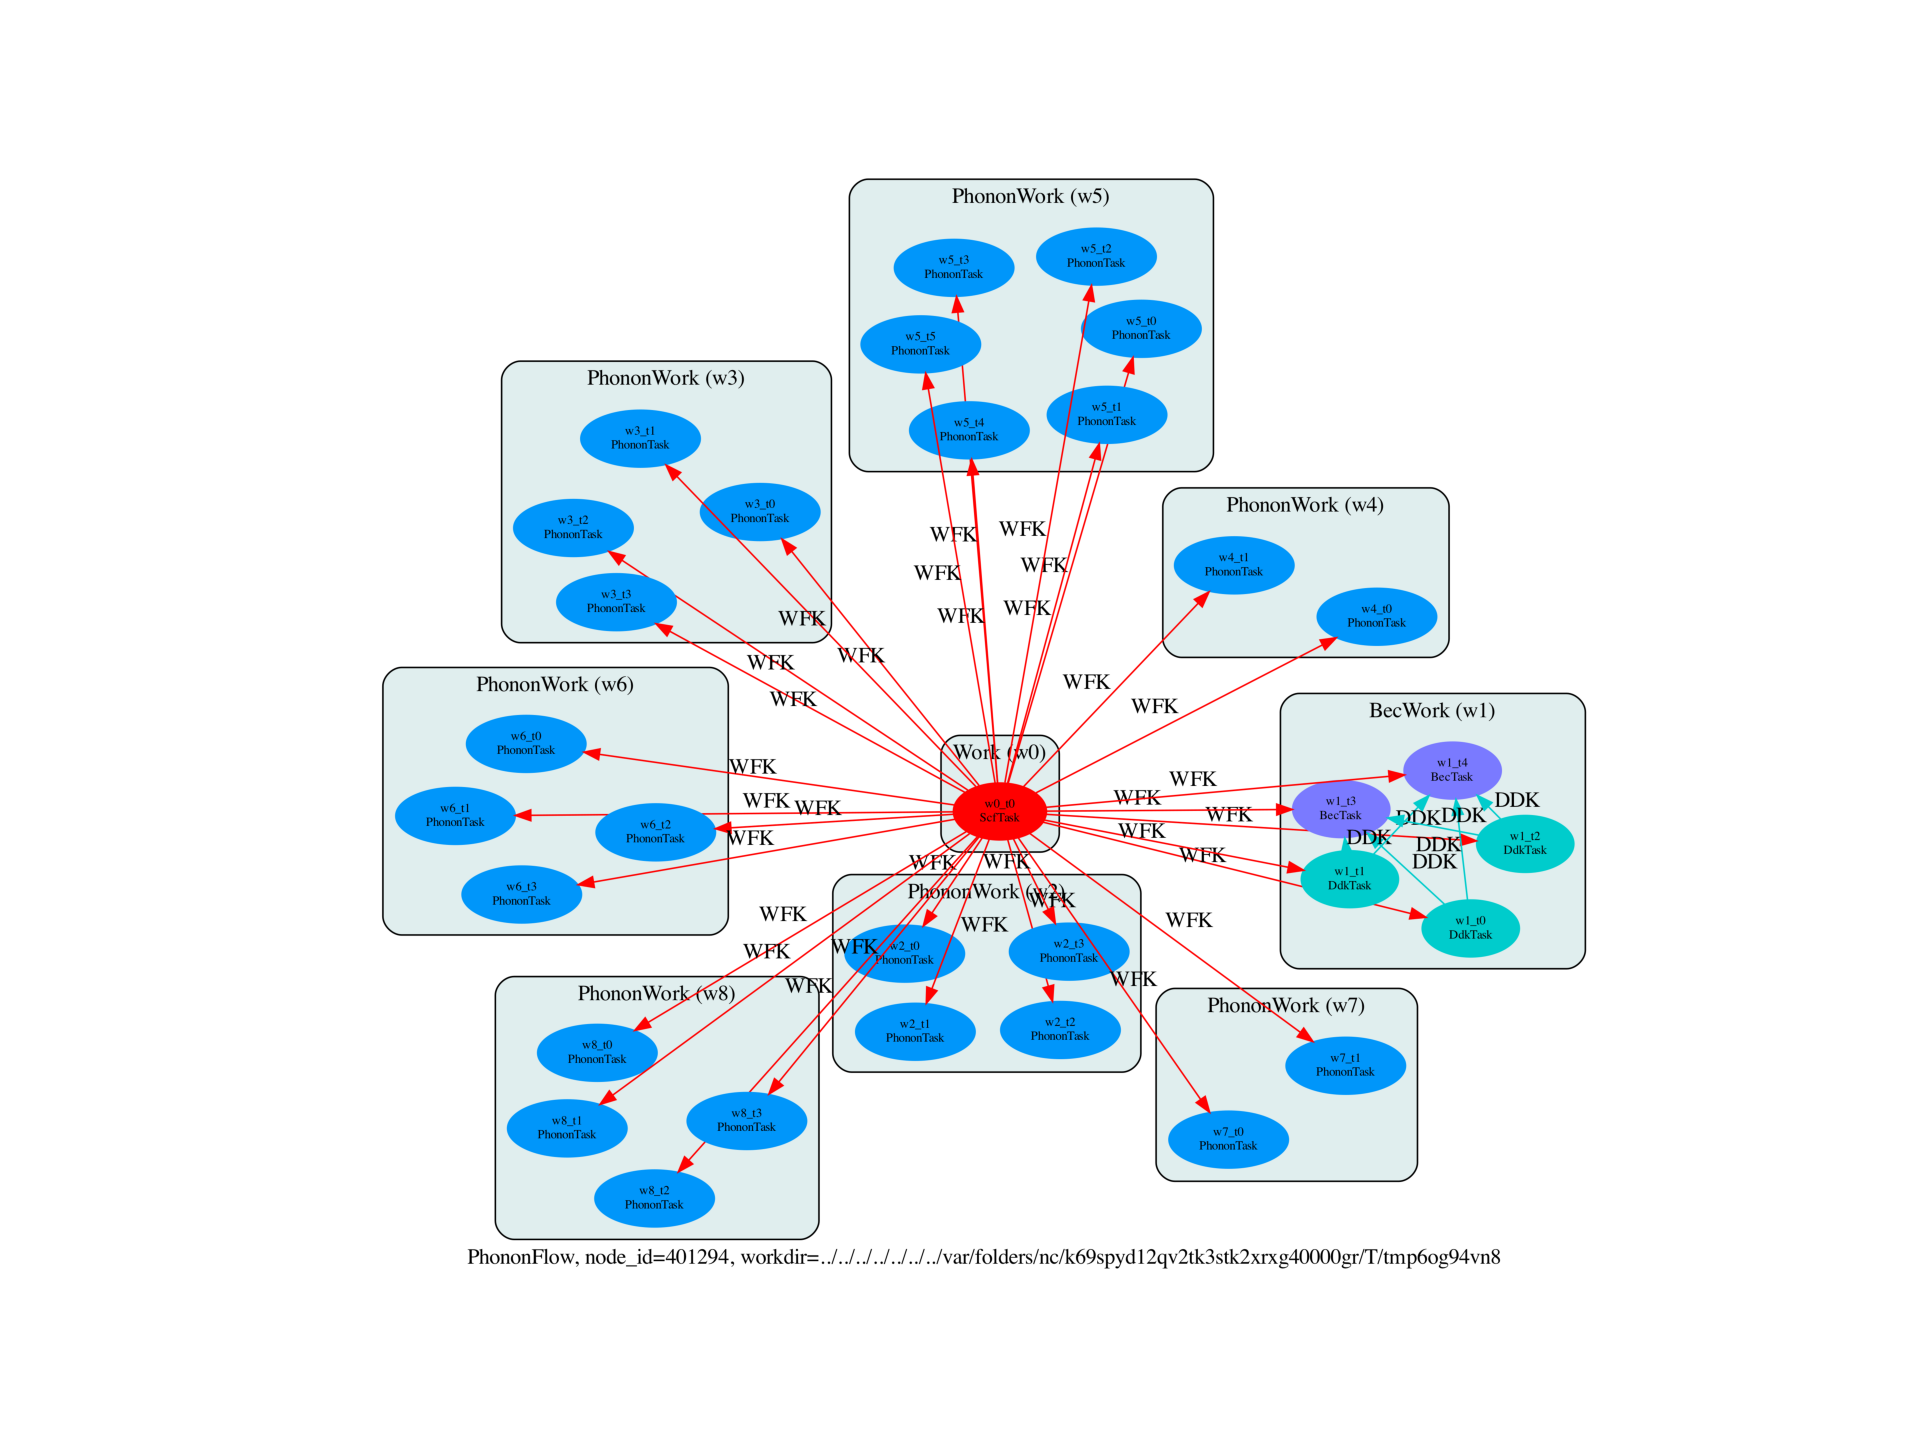 PhononWork (w5)
w5_t3
PhononTask
w5_t2
PhononTask
w5_t5
PhononTask
w5_t0
PhononTask
w5_t4
PhononTask
w5_t1
PhononTask
PhononWork (w3)
w3_t1
PhononTask
w3_t0
PhononTask
w3_t2
PhononTask
w3_t3
PhononTask
PhononWork (w4)
w4_t1
PhononTask
w4_t0
PhononTask
WFK
WFK
WFK
WFK
WFK
WFK
WFK
WFK
WFK
WFK
WFK
WFK
PhononWork (w6)
w6_t0
PhononTask
w6_t1
PhononTask
w6_t2
PhononTask
w6_t3
PhononTask
WFK
WFK
WFK
WFK
Work (w0)
w0_t0
ScfTask
BecWork (w1)
w1_t4
BecTask
w1_t3
BecTask
w1_t2
DdkTask
w1_t1
DdkTask
w1_t0
DdkTask
WFK
WFK
WFK
WFK
WFK
DDK
DDK
DDK
DDK
DDK
DDK
PhononWork (w2)
w2_t0
PhononTask
w2_t3
PhononTask
w2_t1
PhononTask
w2_t2
PhononTask
WFK
WFK
WFK
WFK
PhononWork (w8)
w8_t0
PhononTask
w8_t1
PhononTask
w8_t3
PhononTask
w8_t2
PhononTask
WFK
WFK
WFK
WFK
PhononWork (w7)
w7_t1
PhononTask
w7_t0
PhononTask
WFK
WFK
PhononFlow, node_id=401294, workdir=../../../../../../../var/folders/nc/k69spyd12qv2tk3stk2xrxg40000gr/T/tmp6og94vn8